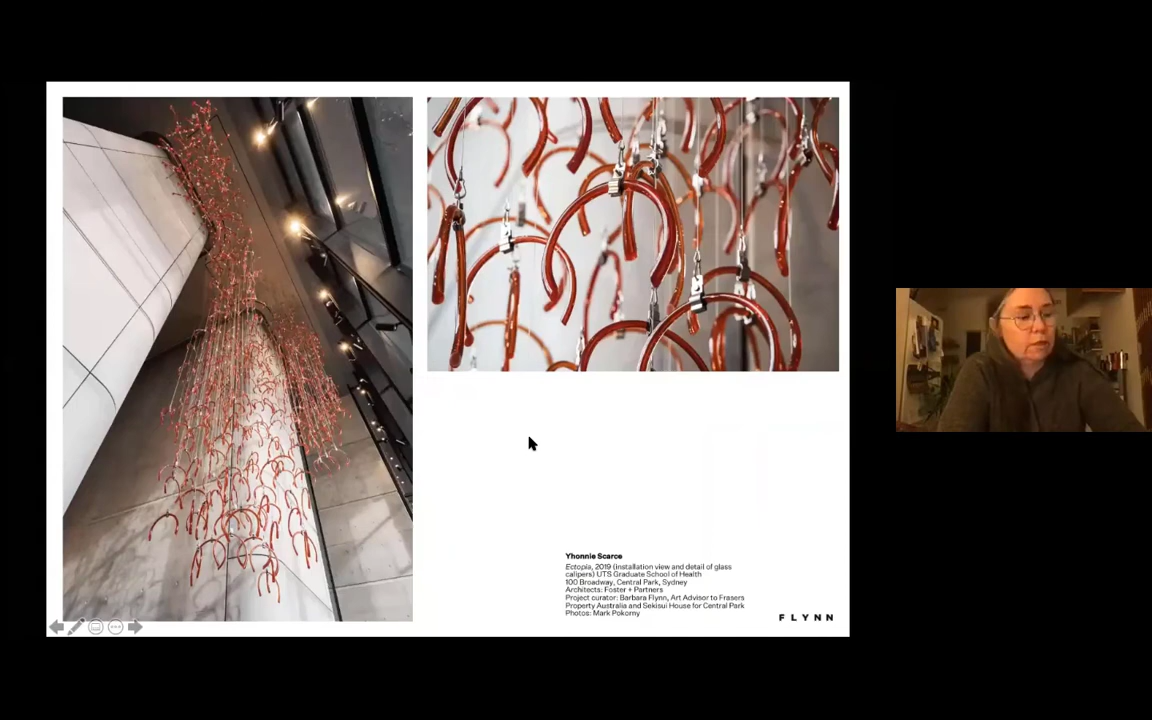 Yhonnie Scarce
Ectopia, 2019 (installation view and detail of glass
calipers) UTS Graduate School of Health
100 Broadway, Central Park, Sydney
Architects: Foster + Partners
Project curator: Barbara Flynn, Art Advisor to Frasers
Property Australia and Sekisui House for Central Park
Photos: Mark Pokorny
FLYNN